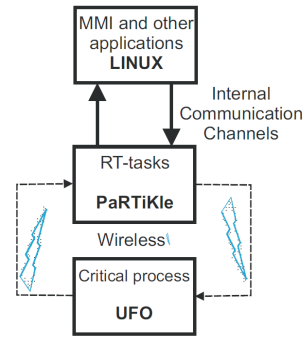 MMI and other
applications
LINUX
Internal
Communication
Channels
RT-tasks
PaRTiKle
Wireless
Critical process
UFO